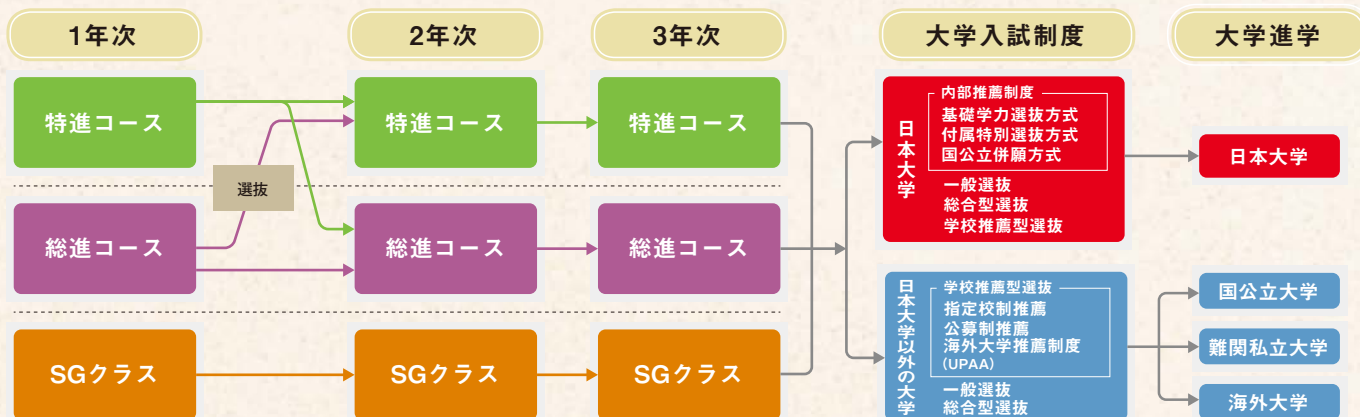 1年次
2年次
3年次
大学入試制度
大学進学
特進コース
特進コース
特進コース
選抜
総進コース
総進コース
総進コース
SGクラス
SGクラス
SGクラス
日本大学
内部推薦制度
基礎学力選抜方式
付属特別選抜方式
国公立併願方式
一般選抜
総合型選抜
学校推薦型選抜
日本大学
日本大学以外の大学
学校推薦型選抜
指定校制推薦
公募制推薦
海外大学推薦制度
(UPAA)
一般選抜
総合型選抜
国公立大学
難関私立大学
海外大学